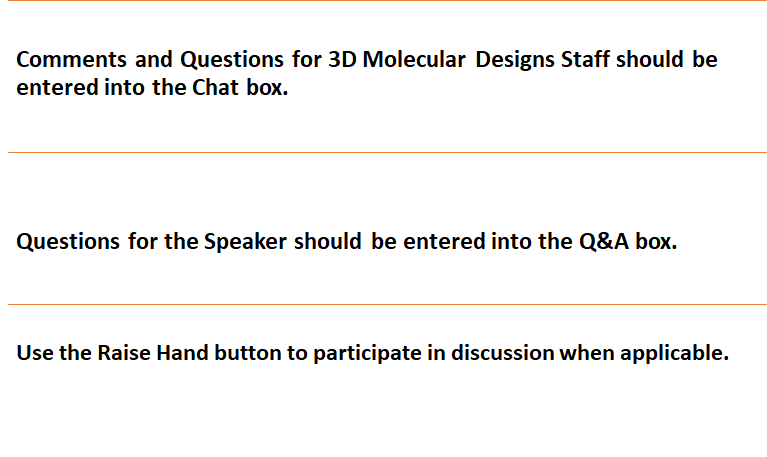 Comments and Questions for 3D Molecular Designs Staff should be
entered into the Chat box.
Questions for the Speaker should be entered into the Q&A box.
Use the Raise Hand button to participate in discussion when applicable.